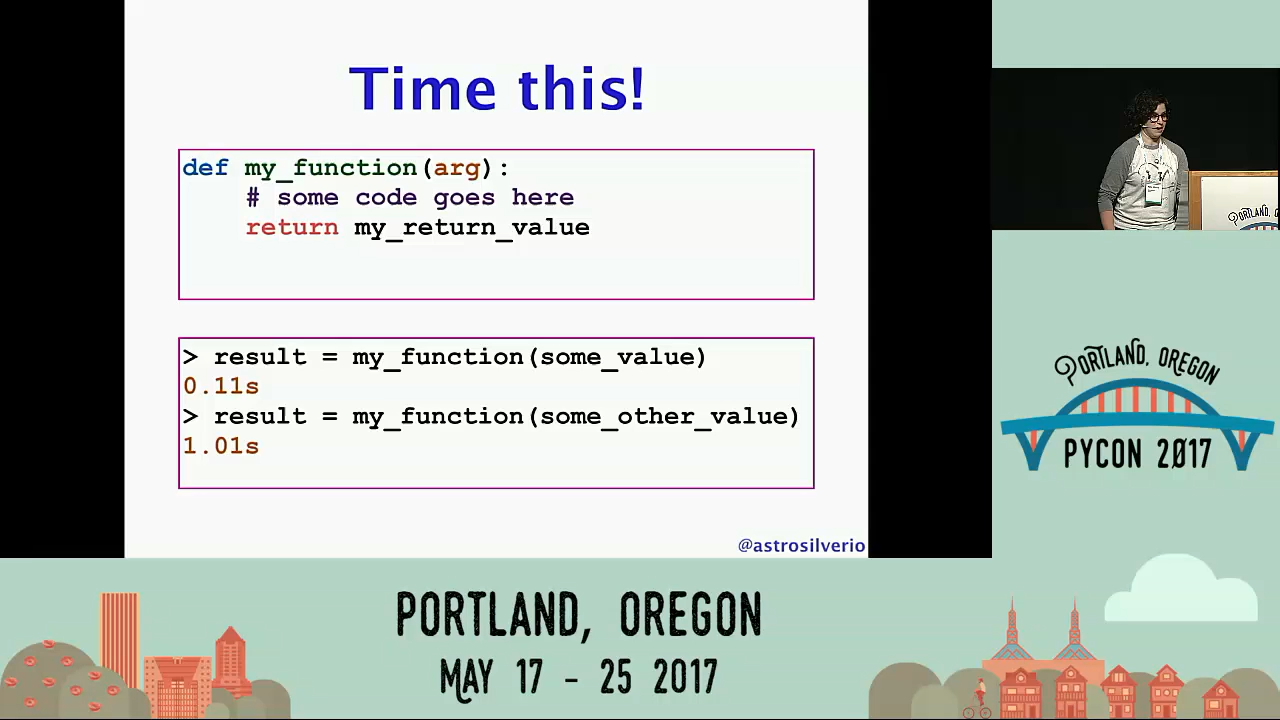 Time this!
def my_function(arg):
    # some code goes here
    return my_return_value
> result = my_function(some_value)
0.11s
> result = my_function(some_other_value)
1.01s
@astrosilverio
PORTLAND, OREGON
PYCON 2017
PORTLAND, OREGON
MAY 17 - 25 2017